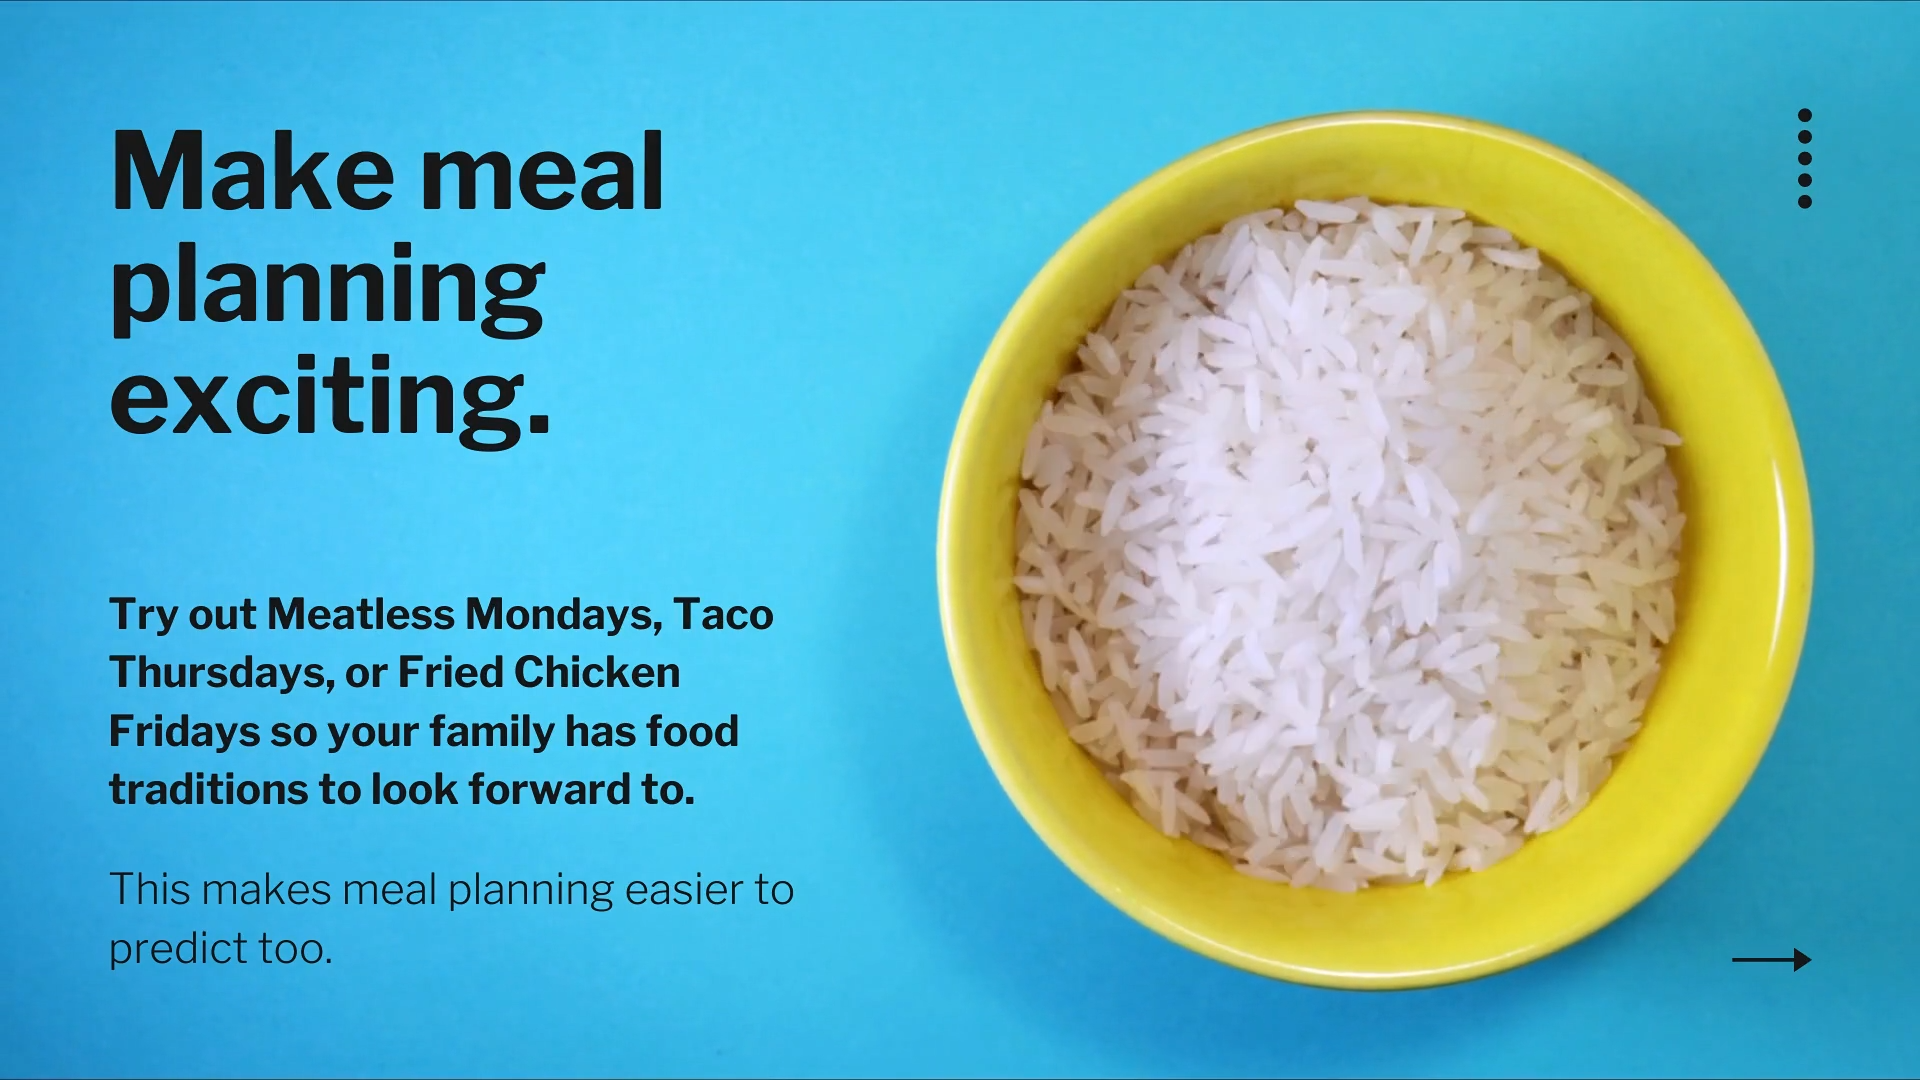 Make meal
planning
exciting.
Try out Meatless Mondays, Taco
Thursdays, or Fried Chicken
Fridays so your family has food
traditions to look forward to.
This makes meal planning easier to
predict too.